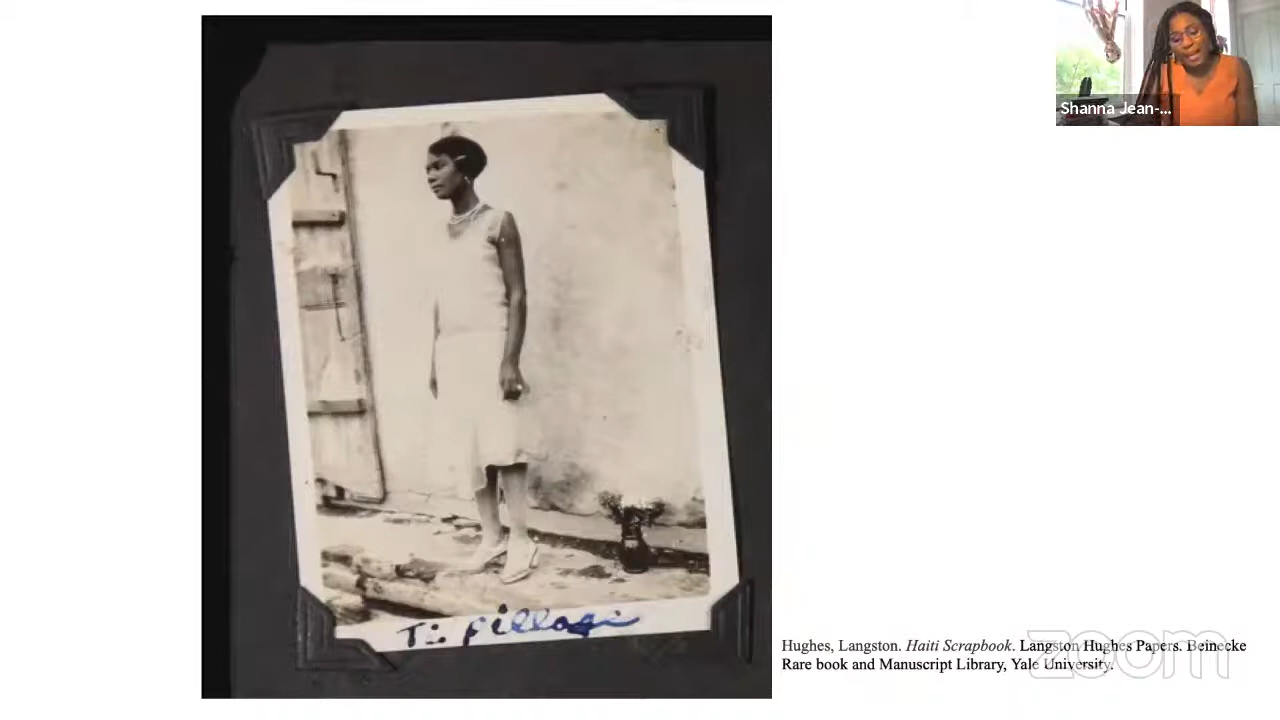 Shanna Jean-...
Ti pillage
Hughes, Langston. Haiti Scrapbook. Langston Hughes Papers. Beinecke
Rare book and Manuscript Library, Yale University.
zoom